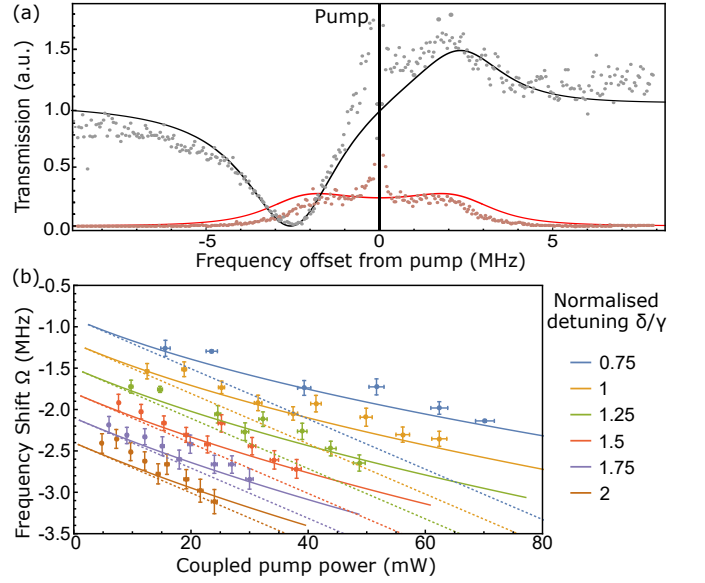 (a)
Pump
Transmission (a.u.)
1.5
1.0
0.5
0.0
-5
0
5
Frequency offset from pump (MHz)
(b)
Frequency Shift Ω (MHz)
-0.5
-1.0
-1.5
-2.0
-2.5
-3.0
-3.5
0
20
40
60
80
Coupled pump power (mW)
Normalised
detuning δ/γ
0.75
1
1.25
1.5
1.75
2